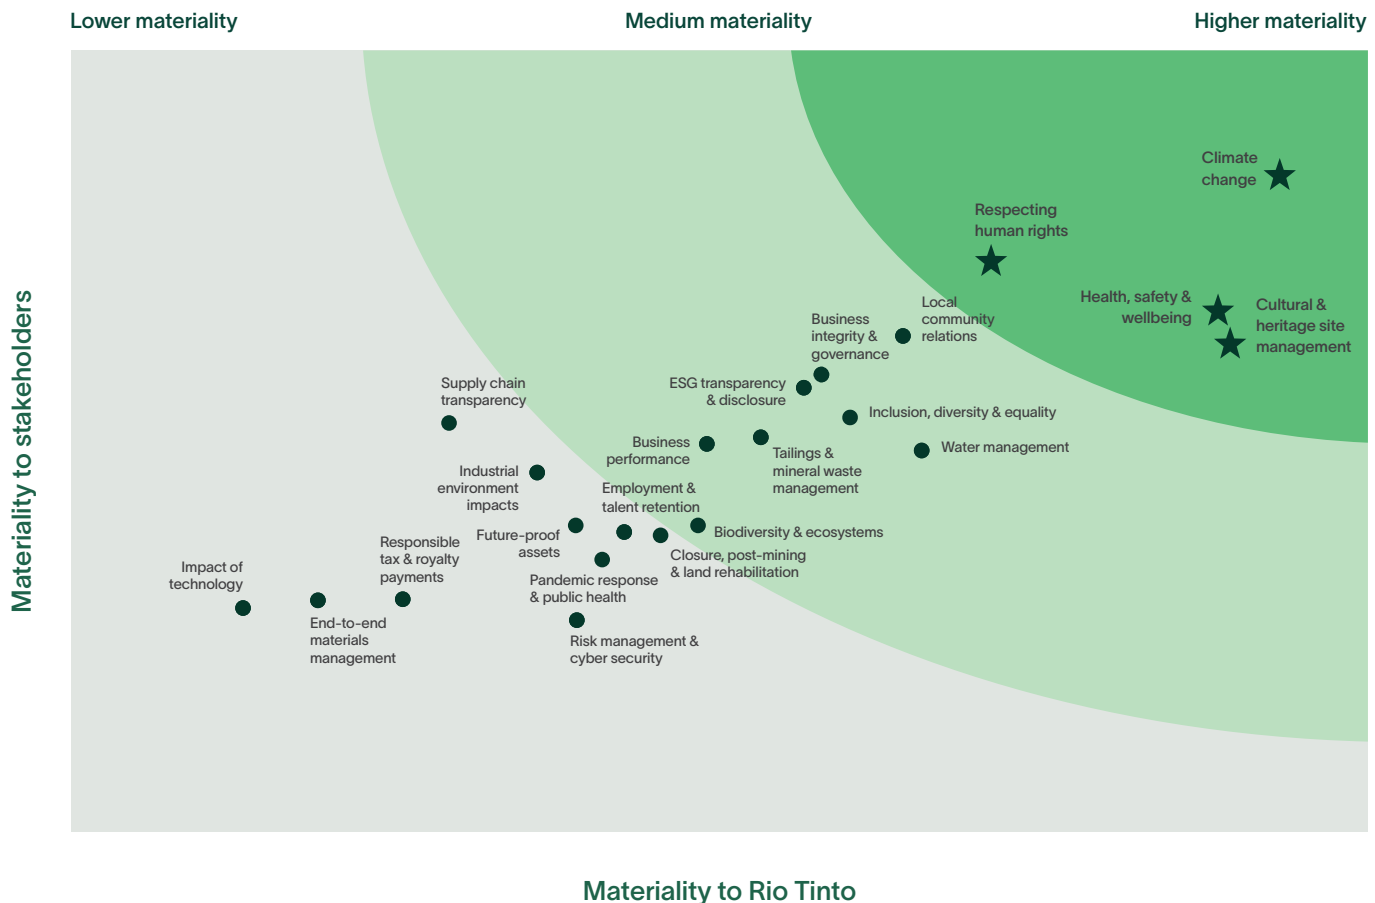 Lower materiality
Medium materiality
Higher materiality
Materiality to stakeholders
Climate
change
Respecting
human rights
Health, safety &
wellbeing
Cultural &
heritage site
management
Local
community
relations
Business
integrity &
governance
ESG transparency
& disclosure
Supply chain
transparency
Inclusion, diversity & equality
Business
performance
Tailings &
mineral waste
management
Water management
Industrial
environment
impacts
Employment &
talent retention
Future-proof
assets
Biodiversity & ecosystems
Closure, post-mining
& land rehabilitation
Responsible
tax & royalty
payments
Pandemic response
& public health
Impact of
technology
End-to-end
materials
management
Risk management &
cyber security
Materiality to Rio Tinto